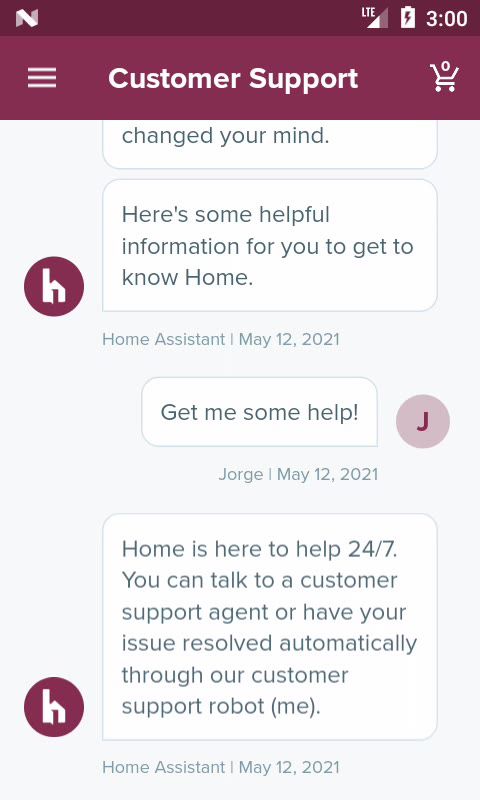 LTE 3:00
Customer Support
0
changed your mind.
Here's some helpful
information for you to get to
know Home.
h
Home Assistant | May 12, 2021
Get me some help!
J
Jorge | May 12, 2021
Home is here to help 24/7.
You can talk to a customer
support agent or have your
issue resolved automatically
through our customer
support robot (me).
h
Home Assistant | May 12, 2021